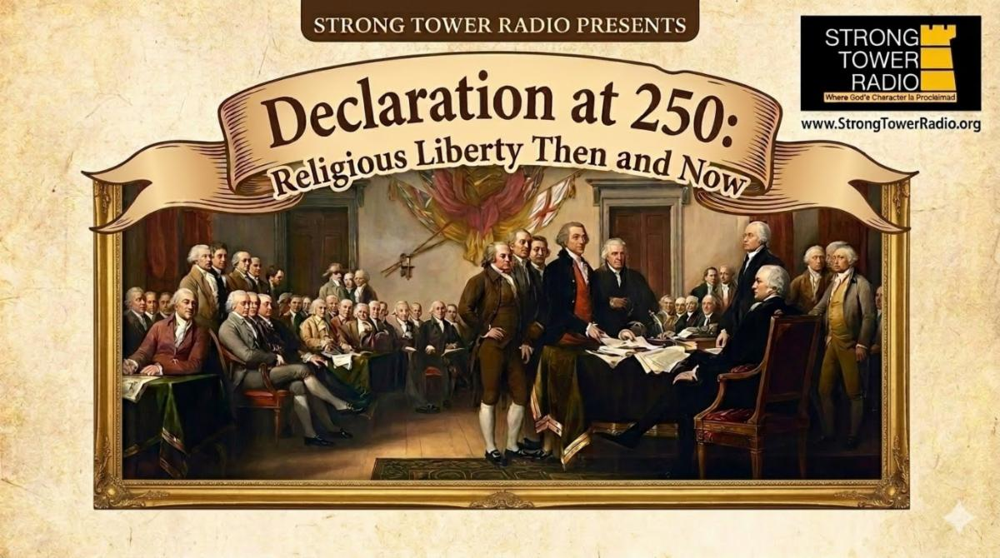 STRONG TOWER RADIO PRESENTS
Declaration at 250:
Religious Liberty Then and Now
STRONG
TOWER
RADIO
Where God'e Character la Proclaimad
www.StrongTowerRadio.org